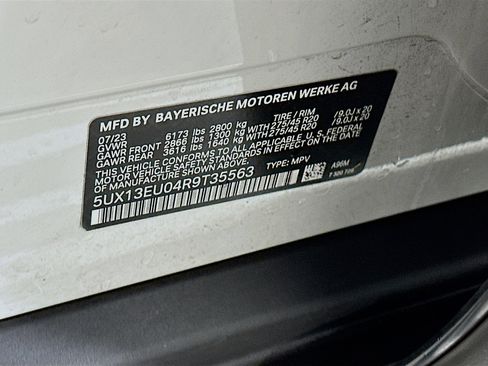 MFD BY BAYERISCHE MOTOREN WERKE AG
07/23 TIRE / RIM
GVWR 6173 lbs 2800 kg
GAWR FRONT 2866 lbs 1300 kg WITH 275/45 R20 / 9.0J x 20
GAWR REAR 3616 lbs 1640 kg WITH 275/45 R20 / 9.0J x 20
THIS VEHICLE CONFORMS TO ALL APPLICABLE U.S. FEDERAL
MOTOR VEHICLE SAFETY STANDARDS IN EFFECT ON THE DATE
OF MANUFACTURE SHOWN ABOVE.
5UX13EU04R9T35563 TYPE: MPV A96M